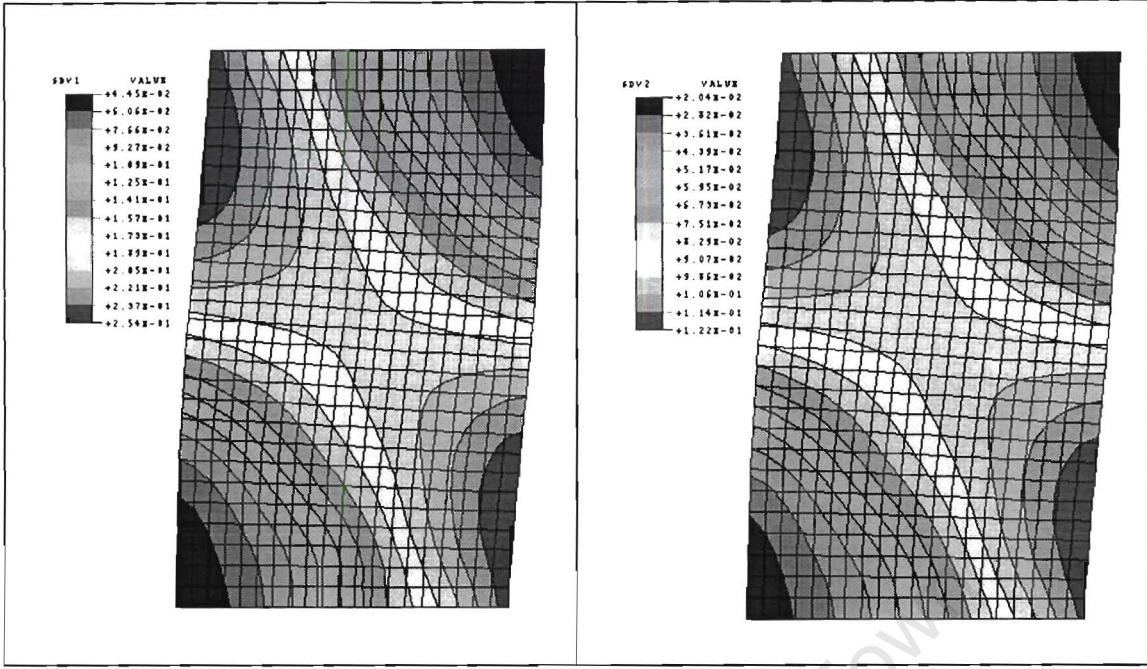 SDV1 VALUE
+4.45E-02
+6.06E-02
+7.66E-02
+9.27E-02
+1.09E-01
+1.25E-01
+1.41E-01
+1.57E-01
+1.73E-01
+1.89E-01
+2.05E-01
+2.21E-01
+2.37E-01
+2.54E-01
SDV2 VALUE
+2.04E-02
+2.82E-02
+3.61E-02
+4.39E-02
+5.17E-02
+5.95E-02
+6.73E-02
+7.51E-02
+8.29E-02
+9.07E-02
+9.86E-02
+1.06E-01
+1.14E-01
+1.22E-01